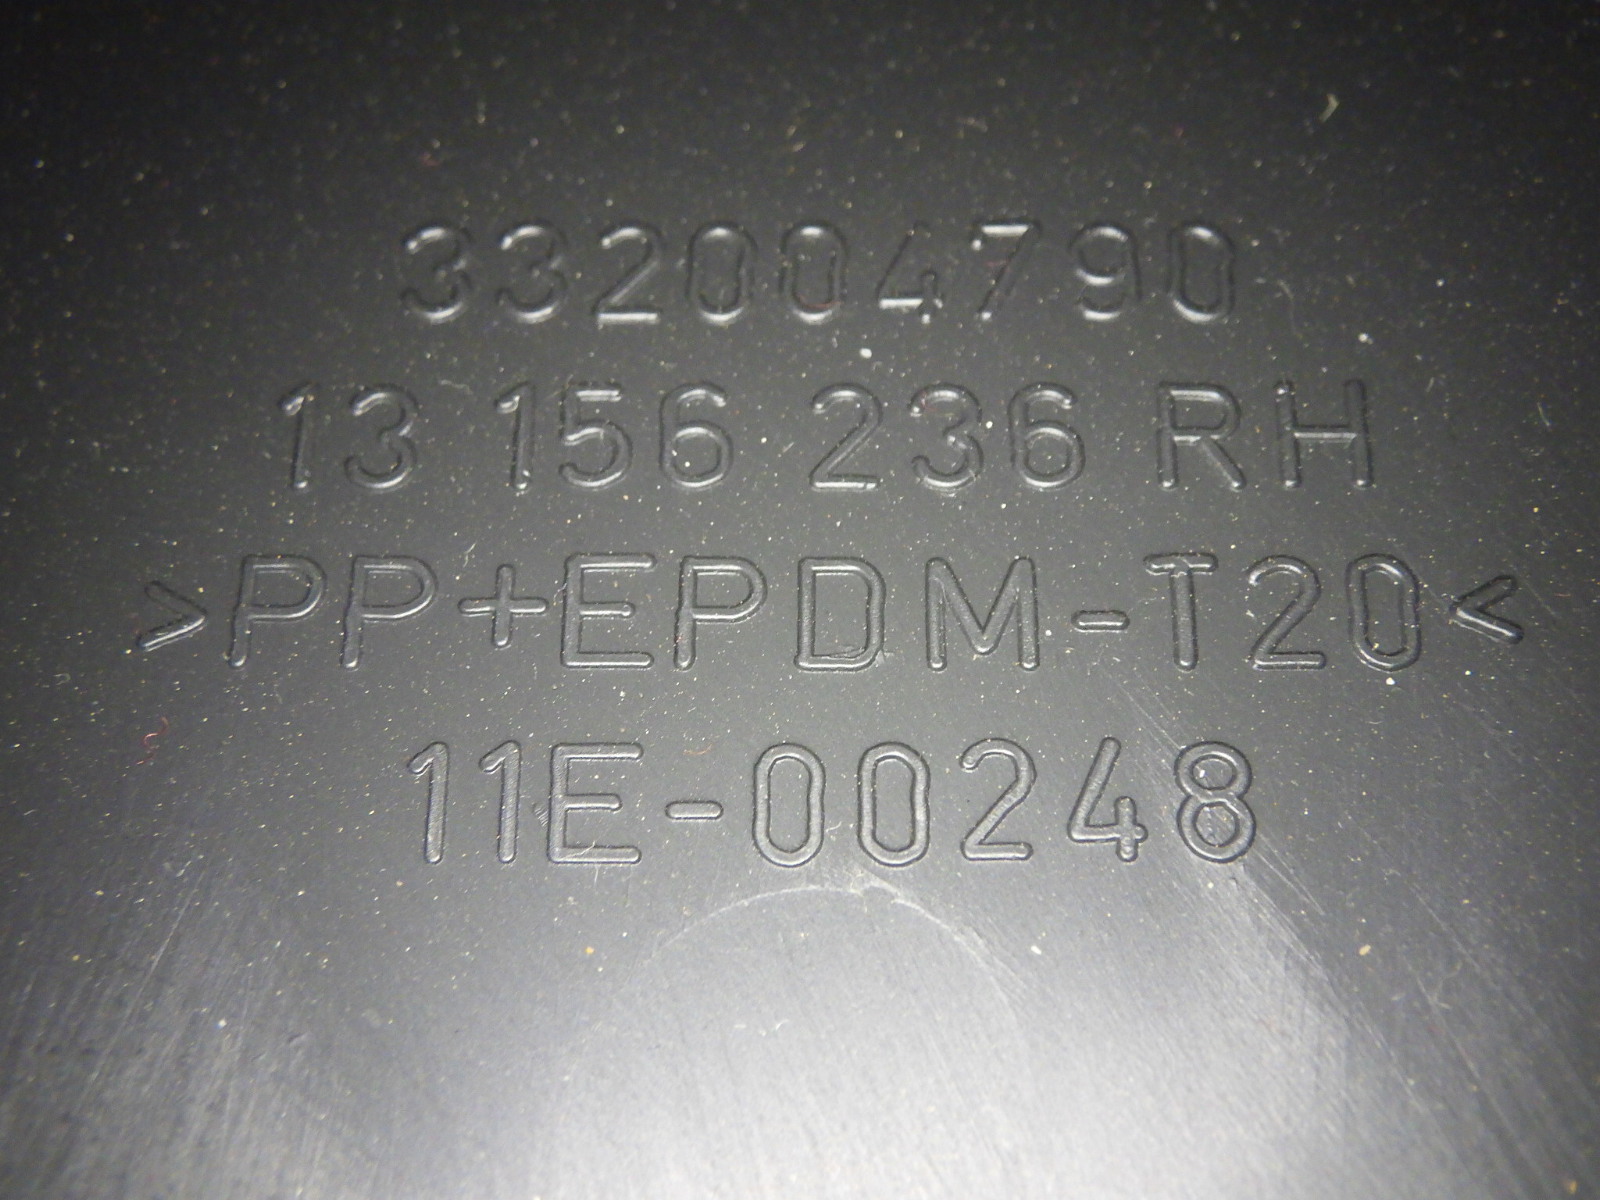 332004790
13 156 236 RH
>PP+EPDM-T20<
11E-00248